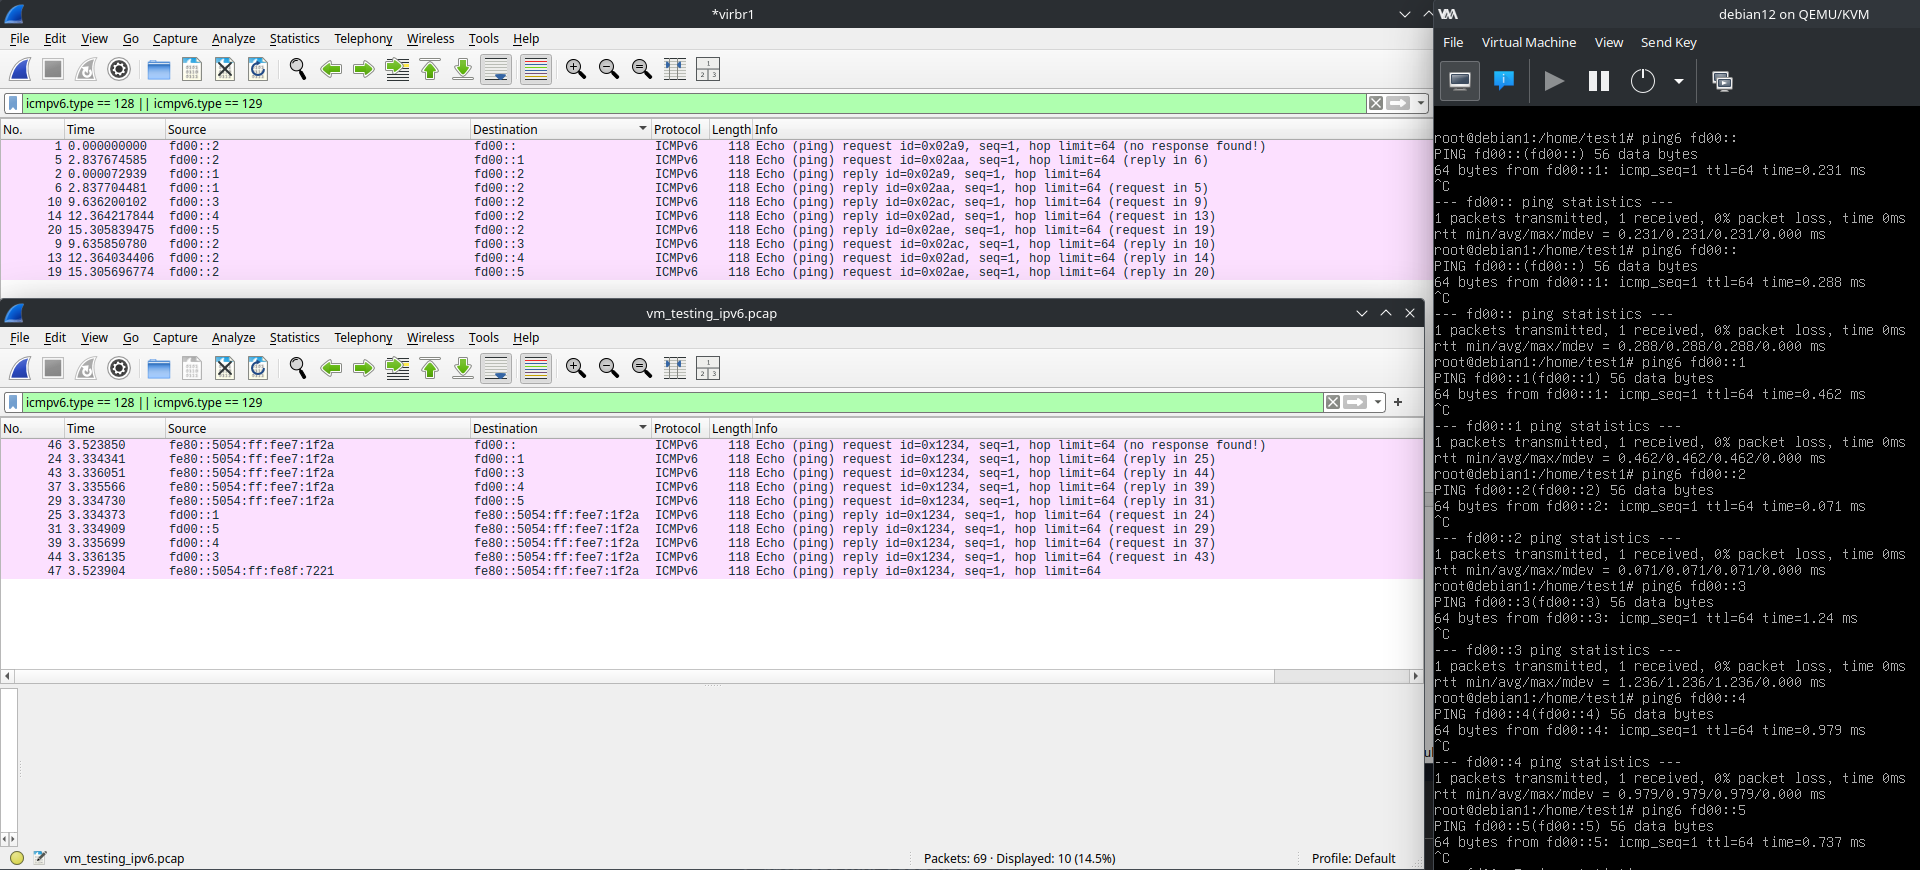 *virbr1
File Edit View Go Capture Analyze Statistics Telephony Wireless Tools Help
icmpv6.type == 128 || icmpv6.type == 129
No. Time Source Destination Protocol Length Info
1 0.000000000 fd00::2 fd00:: ICMPv6 118 Echo (ping) request id=0x02a9, seq=1, hop limit=64 (no response found!)
5 2.837674585 fd00::2 fd00::1 ICMPv6 118 Echo (ping) request id=0x02aa, seq=1, hop limit=64 (reply in 6)
2 0.000072939 fd00::1 fd00::2 ICMPv6 118 Echo (ping) reply id=0x02a9, seq=1, hop limit=64
6 2.837704481 fd00::1 fd00::2 ICMPv6 118 Echo (ping) reply id=0x02aa, seq=1, hop limit=64 (request in 5)
10 9.636200102 fd00::3 fd00::2 ICMPv6 118 Echo (ping) reply id=0x02ac, seq=1, hop limit=64 (request in 9)
14 12.364217844 fd00::4 fd00::2 ICMPv6 118 Echo (ping) reply id=0x02ad, seq=1, hop limit=64 (request in 13)
20 15.305839475 fd00::5 fd00::2 ICMPv6 118 Echo (ping) reply id=0x02ae, seq=1, hop limit=64 (request in 19)
9 9.635850780 fd00::2 fd00::3 ICMPv6 118 Echo (ping) request id=0x02ac, seq=1, hop limit=64 (reply in 10)
13 12.364034406 fd00::2 fd00::4 ICMPv6 118 Echo (ping) request id=0x02ad, seq=1, hop limit=64 (reply in 14)
19 15.305696774 fd00::2 fd00::5 ICMPv6 118 Echo (ping) request id=0x02ae, seq=1, hop limit=64 (reply in 20)
vm_testing_ipv6.pcap
File Edit View Go Capture Analyze Statistics Telephony Wireless Tools Help
icmpv6.type == 128 || icmpv6.type == 129
No. Time Source Destination Protocol Length Info
46 3.523850 fe80::5054:ff:fee7:1f2a fd00:: ICMPv6 118 Echo (ping) request id=0x1234, seq=1, hop limit=64 (no response found!)
24 3.334341 fe80::5054:ff:fee7:1f2a fd00::1 ICMPv6 118 Echo (ping) request id=0x1234, seq=1, hop limit=64 (reply in 25)
43 3.336051 fe80::5054:ff:fee7:1f2a fd00::3 ICMPv6 118 Echo (ping) request id=0x1234, seq=1, hop limit=64 (reply in 44)
37 3.335566 fe80::5054:ff:fee7:1f2a fd00::4 ICMPv6 118 Echo (ping) request id=0x1234, seq=1, hop limit=64 (reply in 39)
29 3.334730 fe80::5054:ff:fee7:1f2a fd00::5 ICMPv6 118 Echo (ping) request id=0x1234, seq=1, hop limit=64 (reply in 31)
25 3.334373 fd00::1 fe80::5054:ff:fee7:1f2a ICMPv6 118 Echo (ping) reply id=0x1234, seq=1, hop limit=64 (request in 24)
31 3.334909 fd00::5 fe80::5054:ff:fee7:1f2a ICMPv6 118 Echo (ping) reply id=0x1234, seq=1, hop limit=64 (request in 29)
39 3.335699 fd00::4 fe80::5054:ff:fee7:1f2a ICMPv6 118 Echo (ping) reply id=0x1234, seq=1, hop limit=64 (request in 37)
44 3.336135 fd00::3 fe80::5054:ff:fee7:1f2a ICMPv6 118 Echo (ping) reply id=0x1234, seq=1, hop limit=64 (request in 43)
47 3.523904 fe80::5054:ff:fe8f:7221 fe80::5054:ff:fee7:1f2a ICMPv6 118 Echo (ping) reply id=0x1234, seq=1, hop limit=64
vm_testing_ipv6.pcap Packets: 69 · Displayed: 10 (14.5%) Profile: Default
debian12 on QEMU/KVM
File Virtual Machine View Send Key
root@debian1:/home/test1# ping6 fd00::
PING fd00::(fd00::) 56 data bytes
64 bytes from fd00::1: icmp_seq=1 ttl=64 time=0.231 ms
^C
--- fd00:: ping statistics ---
1 packets transmitted, 1 received, 0% packet loss, time 0ms
rtt min/avg/max/mdev = 0.231/0.231/0.231/0.000 ms
root@debian1:/home/test1# ping6 fd00::
PING fd00::(fd00::) 56 data bytes
64 bytes from fd00::1: icmp_seq=1 ttl=64 time=0.288 ms
^C
--- fd00:: ping statistics ---
1 packets transmitted, 1 received, 0% packet loss, time 0ms
rtt min/avg/max/mdev = 0.288/0.288/0.288/0.000 ms
root@debian1:/home/test1# ping6 fd00::1
PING fd00::1(fd00::1) 56 data bytes
64 bytes from fd00::1: icmp_seq=1 ttl=64 time=0.462 ms
^C
--- fd00::1 ping statistics ---
1 packets transmitted, 1 received, 0% packet loss, time 0ms
rtt min/avg/max/mdev = 0.462/0.462/0.462/0.000 ms
root@debian1:/home/test1# ping6 fd00::2
PING fd00::2(fd00::2) 56 data bytes
64 bytes from fd00::2: icmp_seq=1 ttl=64 time=0.071 ms
^C
--- fd00::2 ping statistics ---
1 packets transmitted, 1 received, 0% packet loss, time 0ms
rtt min/avg/max/mdev = 0.071/0.071/0.071/0.000 ms
root@debian1:/home/test1# ping6 fd00::3
PING fd00::3(fd00::3) 56 data bytes
64 bytes from fd00::3: icmp_seq=1 ttl=64 time=1.24 ms
^C
--- fd00::3 ping statistics ---
1 packets transmitted, 1 received, 0% packet loss, time 0ms
rtt min/avg/max/mdev = 1.236/1.236/1.236/0.000 ms
root@debian1:/home/test1# ping6 fd00::4
PING fd00::4(fd00::4) 56 data bytes
64 bytes from fd00::4: icmp_seq=1 ttl=64 time=0.979 ms
^C
--- fd00::4 ping statistics ---
1 packets transmitted, 1 received, 0% packet loss, time 0ms
rtt min/avg/max/mdev = 0.979/0.979/0.979/0.000 ms
root@debian1:/home/test1# ping6 fd00::5
PING fd00::5(fd00::5) 56 data bytes
64 bytes from fd00::5: icmp_seq=1 ttl=64 time=0.737 ms
^C